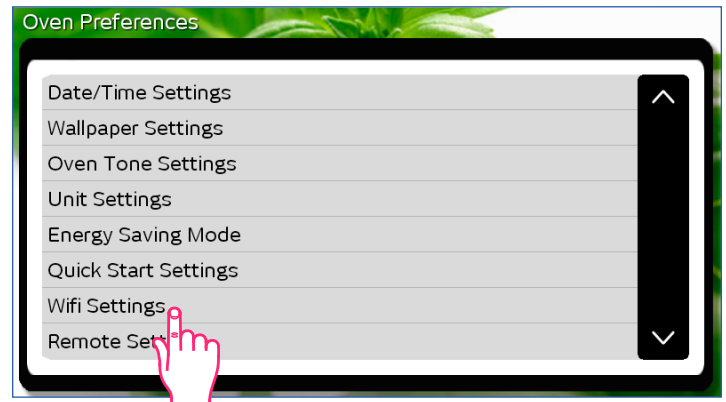 Oven Preferences
Date/Time Settings
Wallpaper Settings
Oven Tone Settings
Unit Settings
Energy Saving Mode
Quick Start Settings
Wifi Settings
Remote